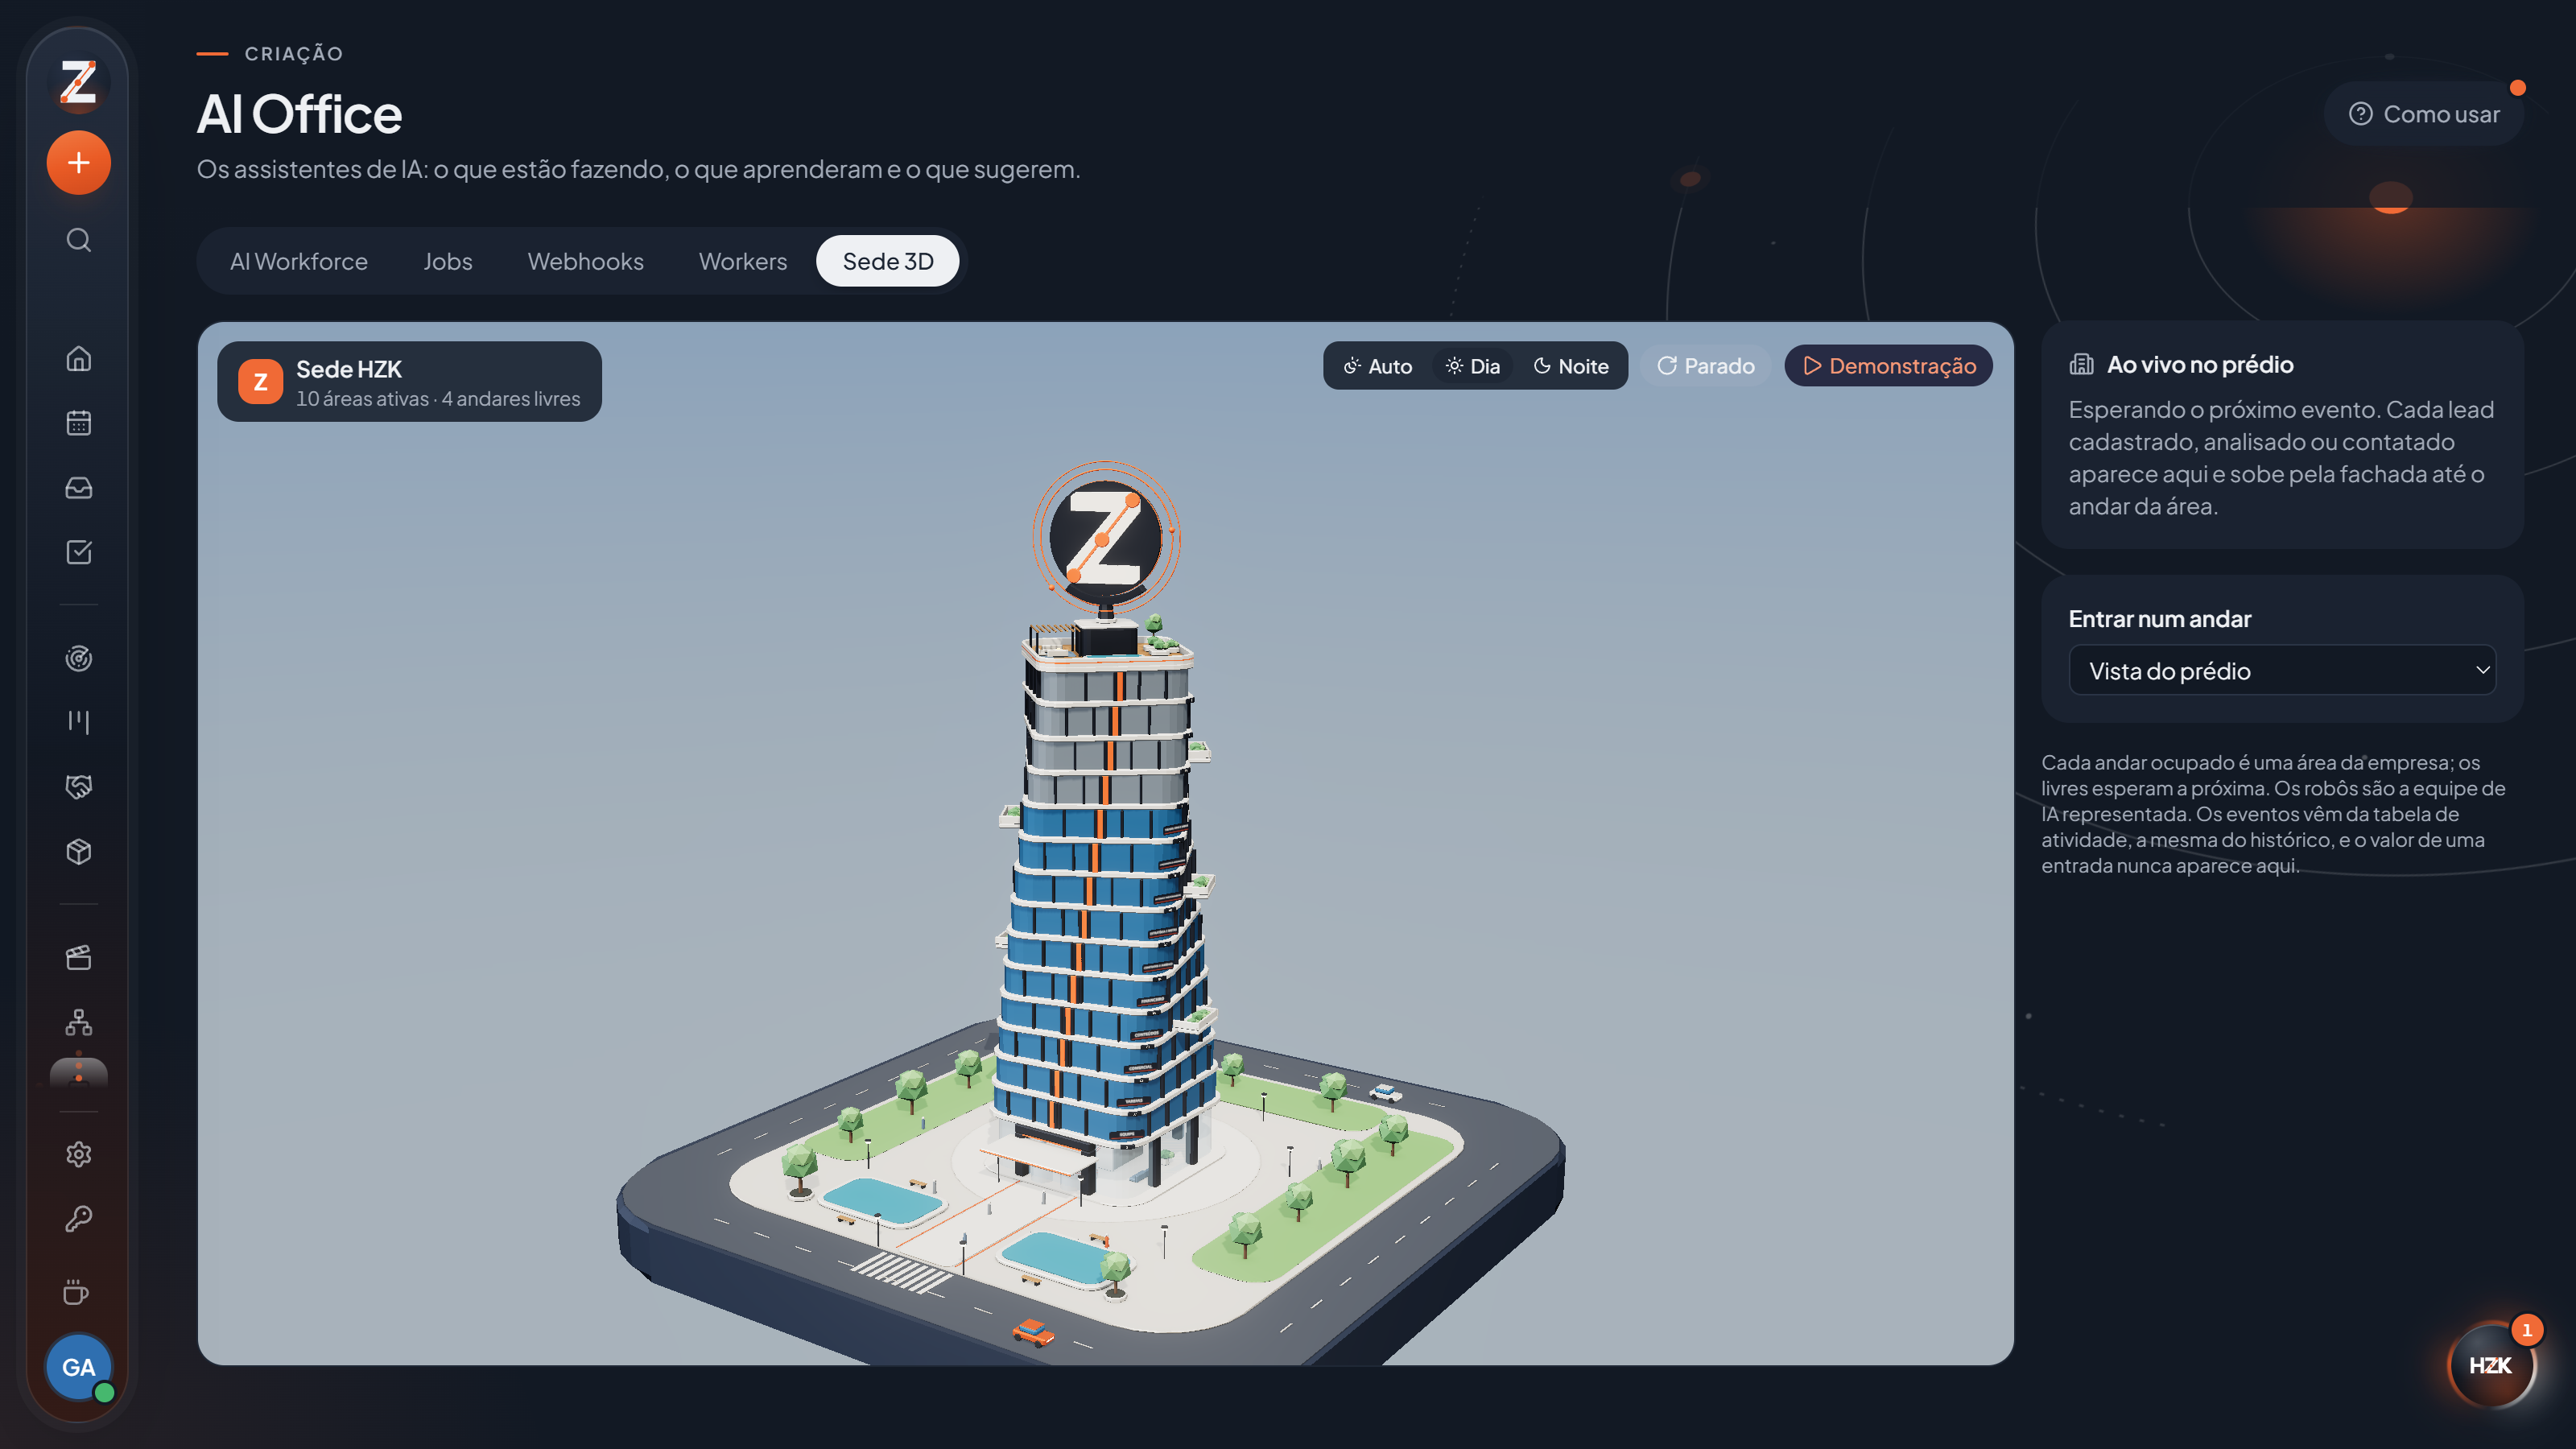 Z
CRIAÇÃO
AI Office
Os assistentes de IA: o que estão fazendo, o que aprenderam e o que sugerem.
Como usar
AI Workforce
Jobs
Webhooks
Workers
Sede 3D
Z
Sede HZK
10 áreas ativas · 4 andares livres
Auto
Dia
Noite
Parado
Demonstração
Z
Ao vivo no prédio
Esperando o próximo evento. Cada lead
cadastrado, analisado ou contatado
aparece aqui e sobe pela fachada até o
andar da área.
Entrar num andar
Vista do prédio
Cada andar ocupado é uma área da empresa; os
livres esperam a próxima. Os robôs são a equipe de
IA representada. Os eventos vêm da tabela de
atividade, a mesma do histórico, e o valor de uma
entrada nunca aparece aqui.
GA
1
HZK